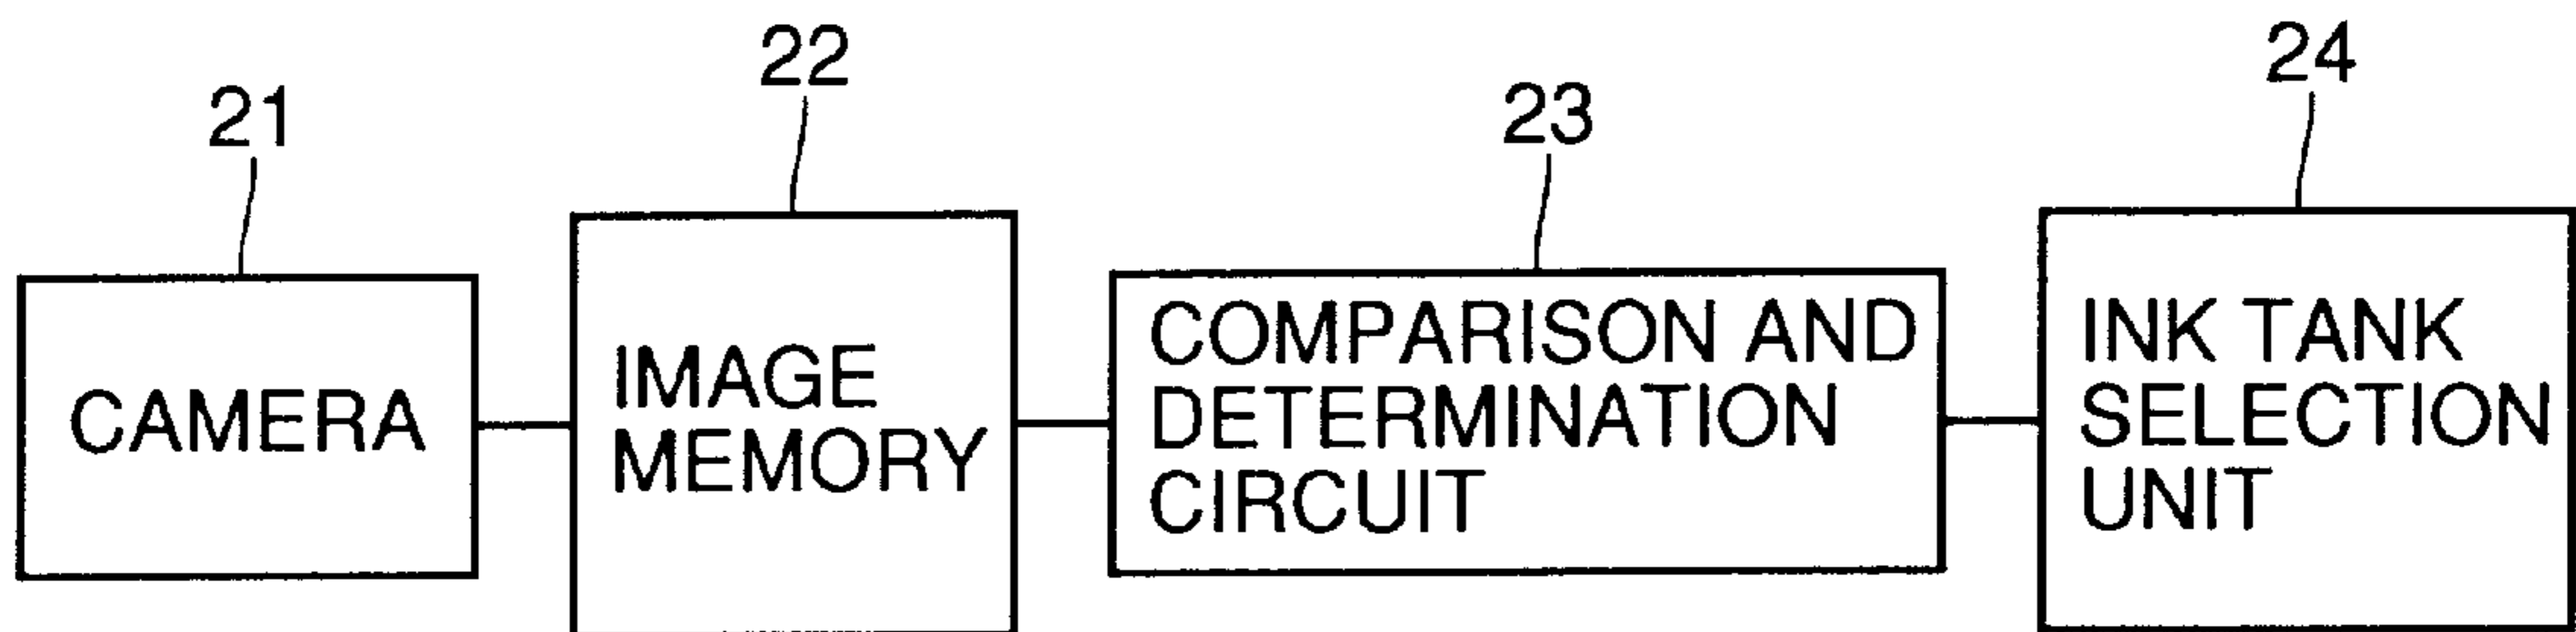 21
22
23
24
CAMERA
IMAGE
MEMORY
COMPARISON AND
DETERMINATION
CIRCUIT
INK TANK
SELECTION
UNIT